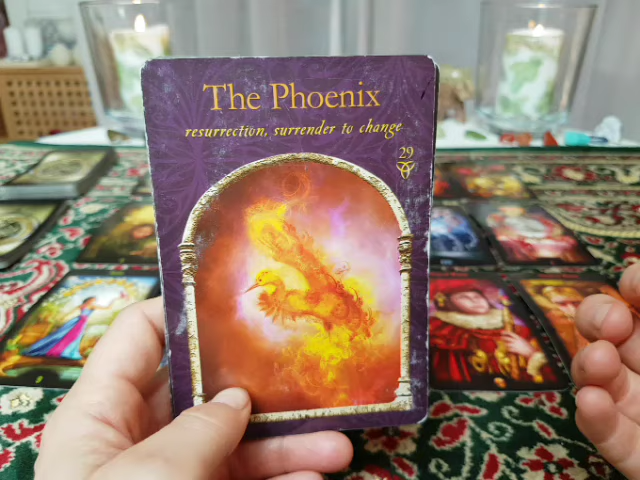 The Phoenix
resurrection, surrender to change
29